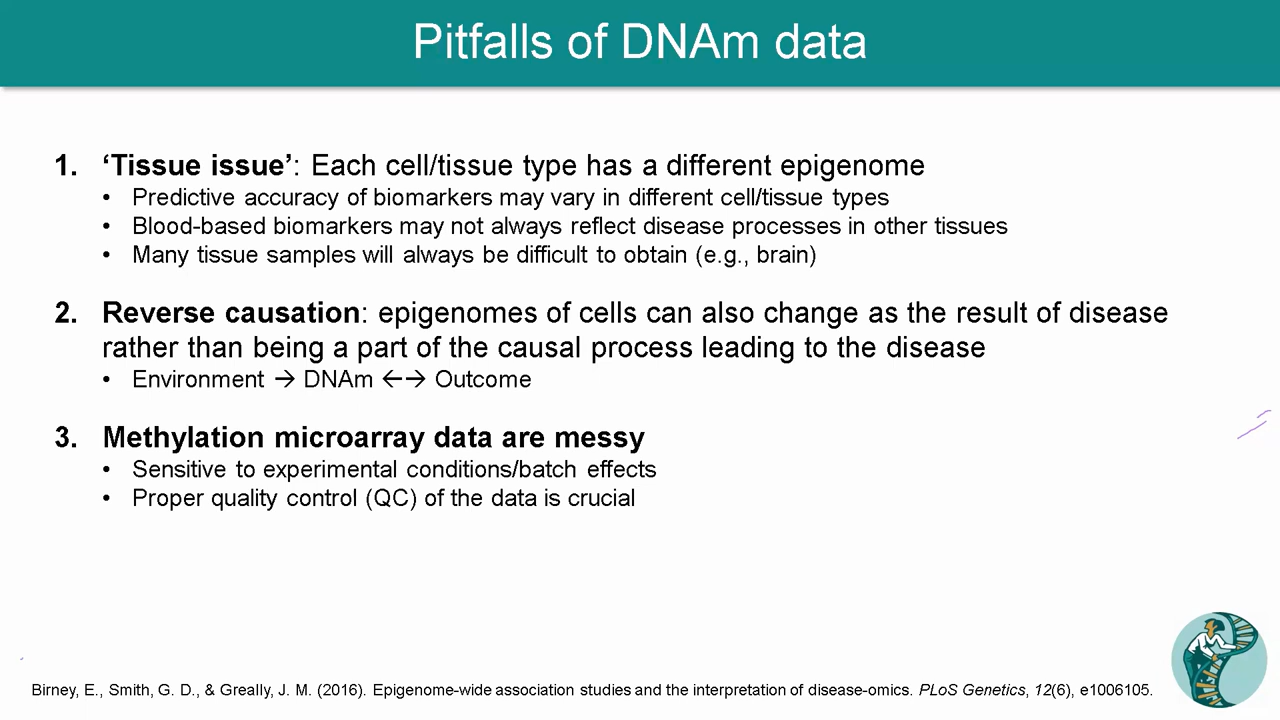 Pitfalls of DNAm data
1. ‘Tissue issue’: Each cell/tissue type has a different epigenome
• Predictive accuracy of biomarkers may vary in different cell/tissue types
• Blood-based biomarkers may not always reflect disease processes in other tissues
• Many tissue samples will always be difficult to obtain (e.g., brain)
2. Reverse causation: epigenomes of cells can also change as the result of disease
rather than being a part of the causal process leading to the disease
• Environment → DNAm ←→ Outcome
3. Methylation microarray data are messy
• Sensitive to experimental conditions/batch effects
• Proper quality control (QC) of the data is crucial
Birney, E., Smith, G. D., & Greally, J. M. (2016). Epigenome-wide association studies and the interpretation of disease-omics. PLoS Genetics, 12(6), e1006105.